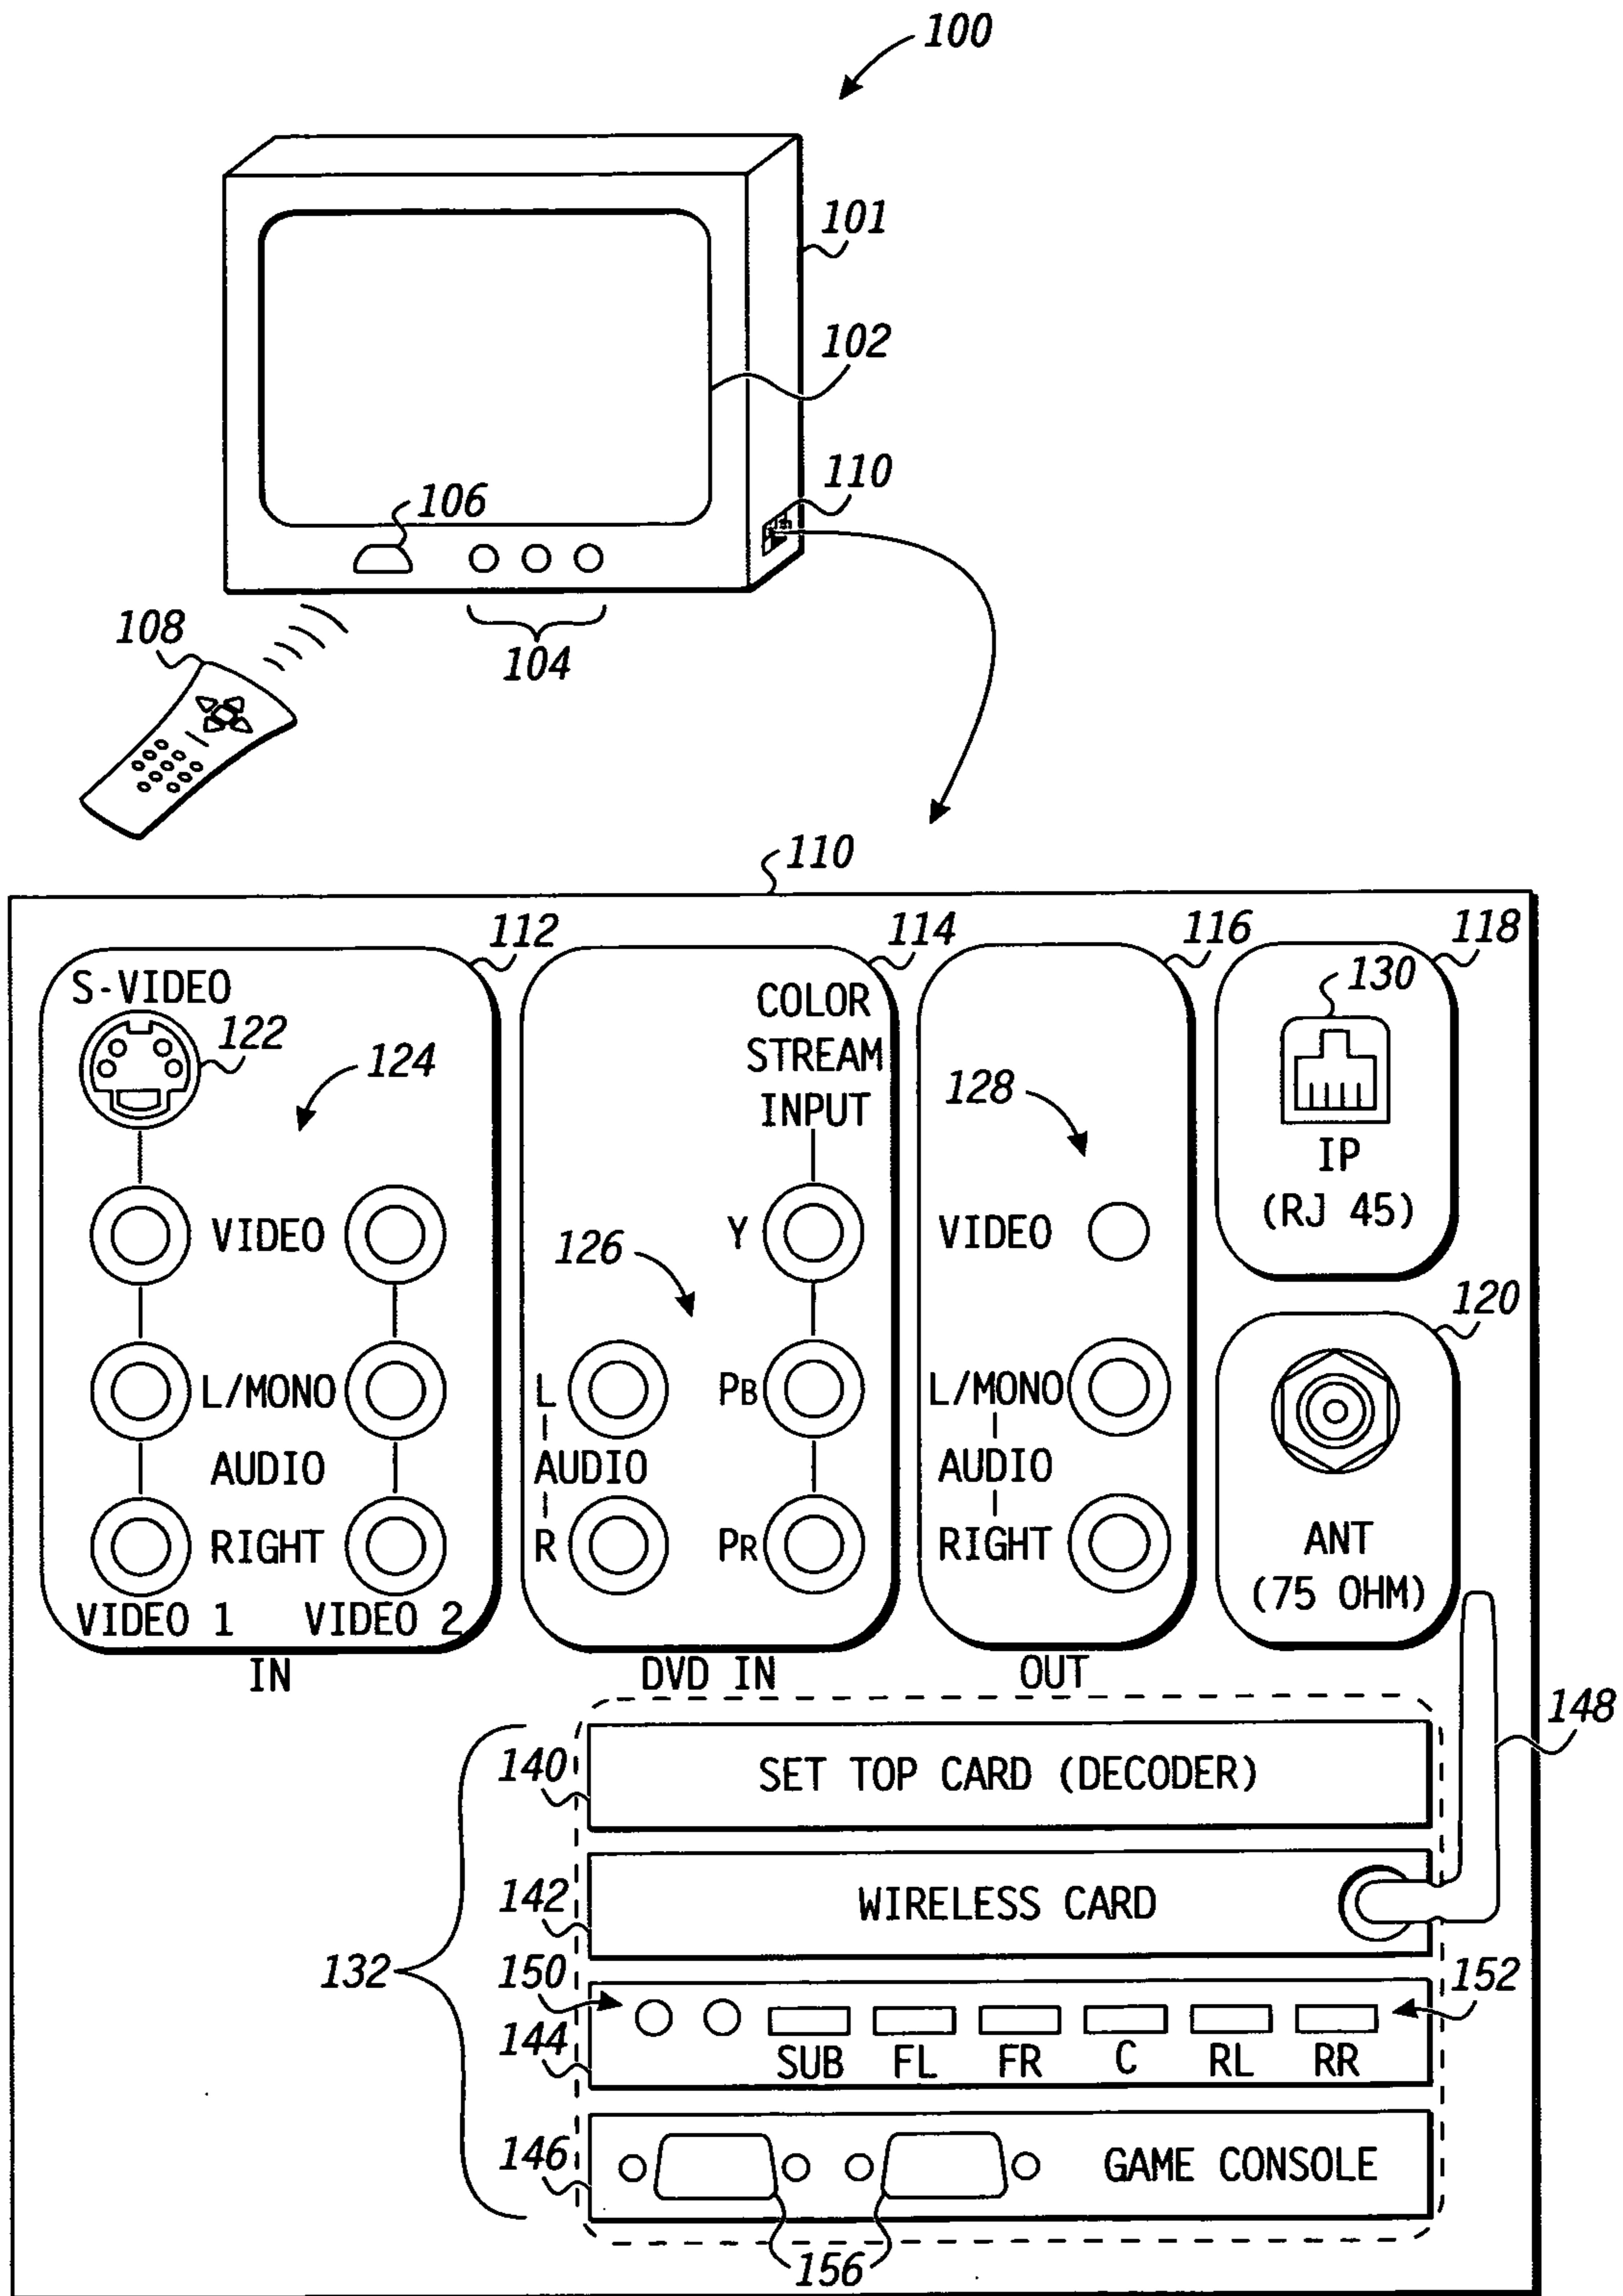 100
101
102
110
106
108
104
110
112
114
116
118
S-VIDEO
122
124
COLOR
STREAM
INPUT
128
130
IP
(RJ 45)
VIDEO
126
Y
VIDEO
120
L/MONO
L
PB
L/MONO
AUDIO
AUDIO
AUDIO
RIGHT
R
PR
RIGHT
ANT
(75 OHM)
VIDEO 1
VIDEO 2
IN
DVD IN
OUT
148
140
SET TOP CARD (DECODER)
142
WIRELESS CARD
132
150
152
144
SUB FL FR C RL RR
146
GAME CONSOLE
156